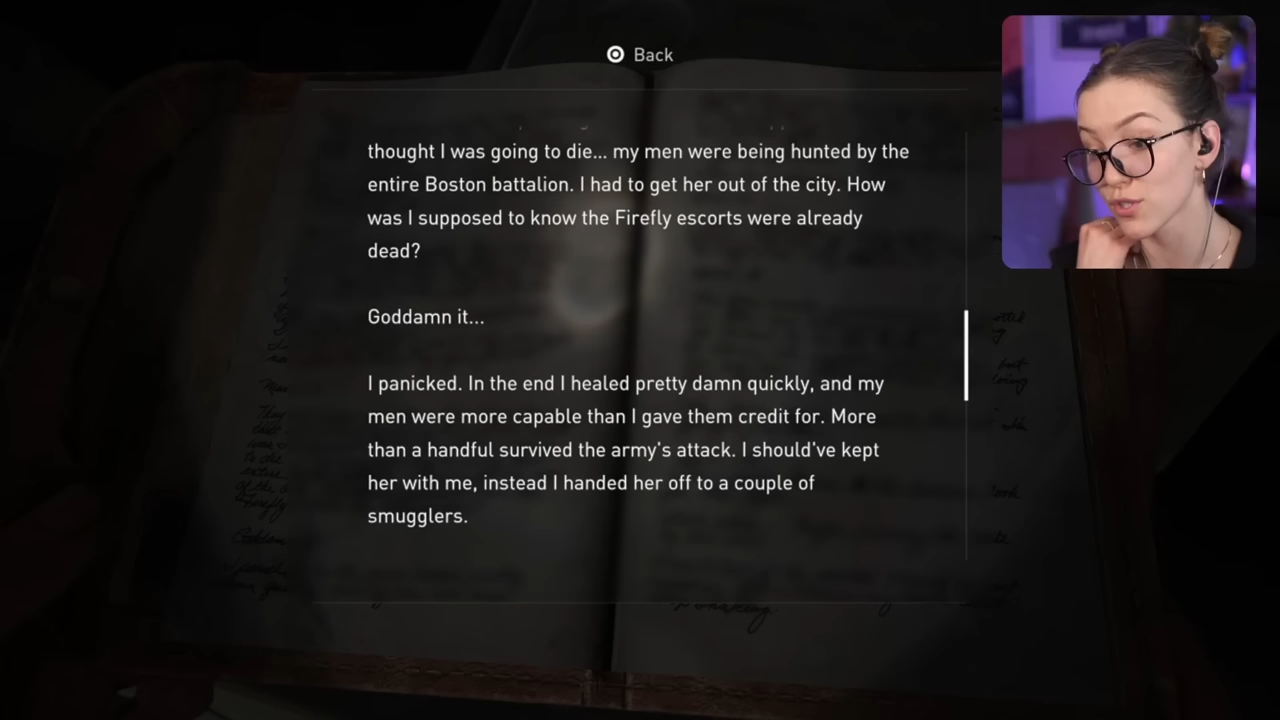 Back
thought I was going to die... my men were being hunted by the
entire Boston battalion. I had to get her out of the city. How
was I supposed to know the Firefly escorts were already
dead?
Goddamn it...
I panicked. In the end I healed pretty damn quickly, and my
men were more capable than I gave them credit for. More
than a handful survived the army's attack. I should've kept
her with me, instead I handed her off to a couple of
smugglers.